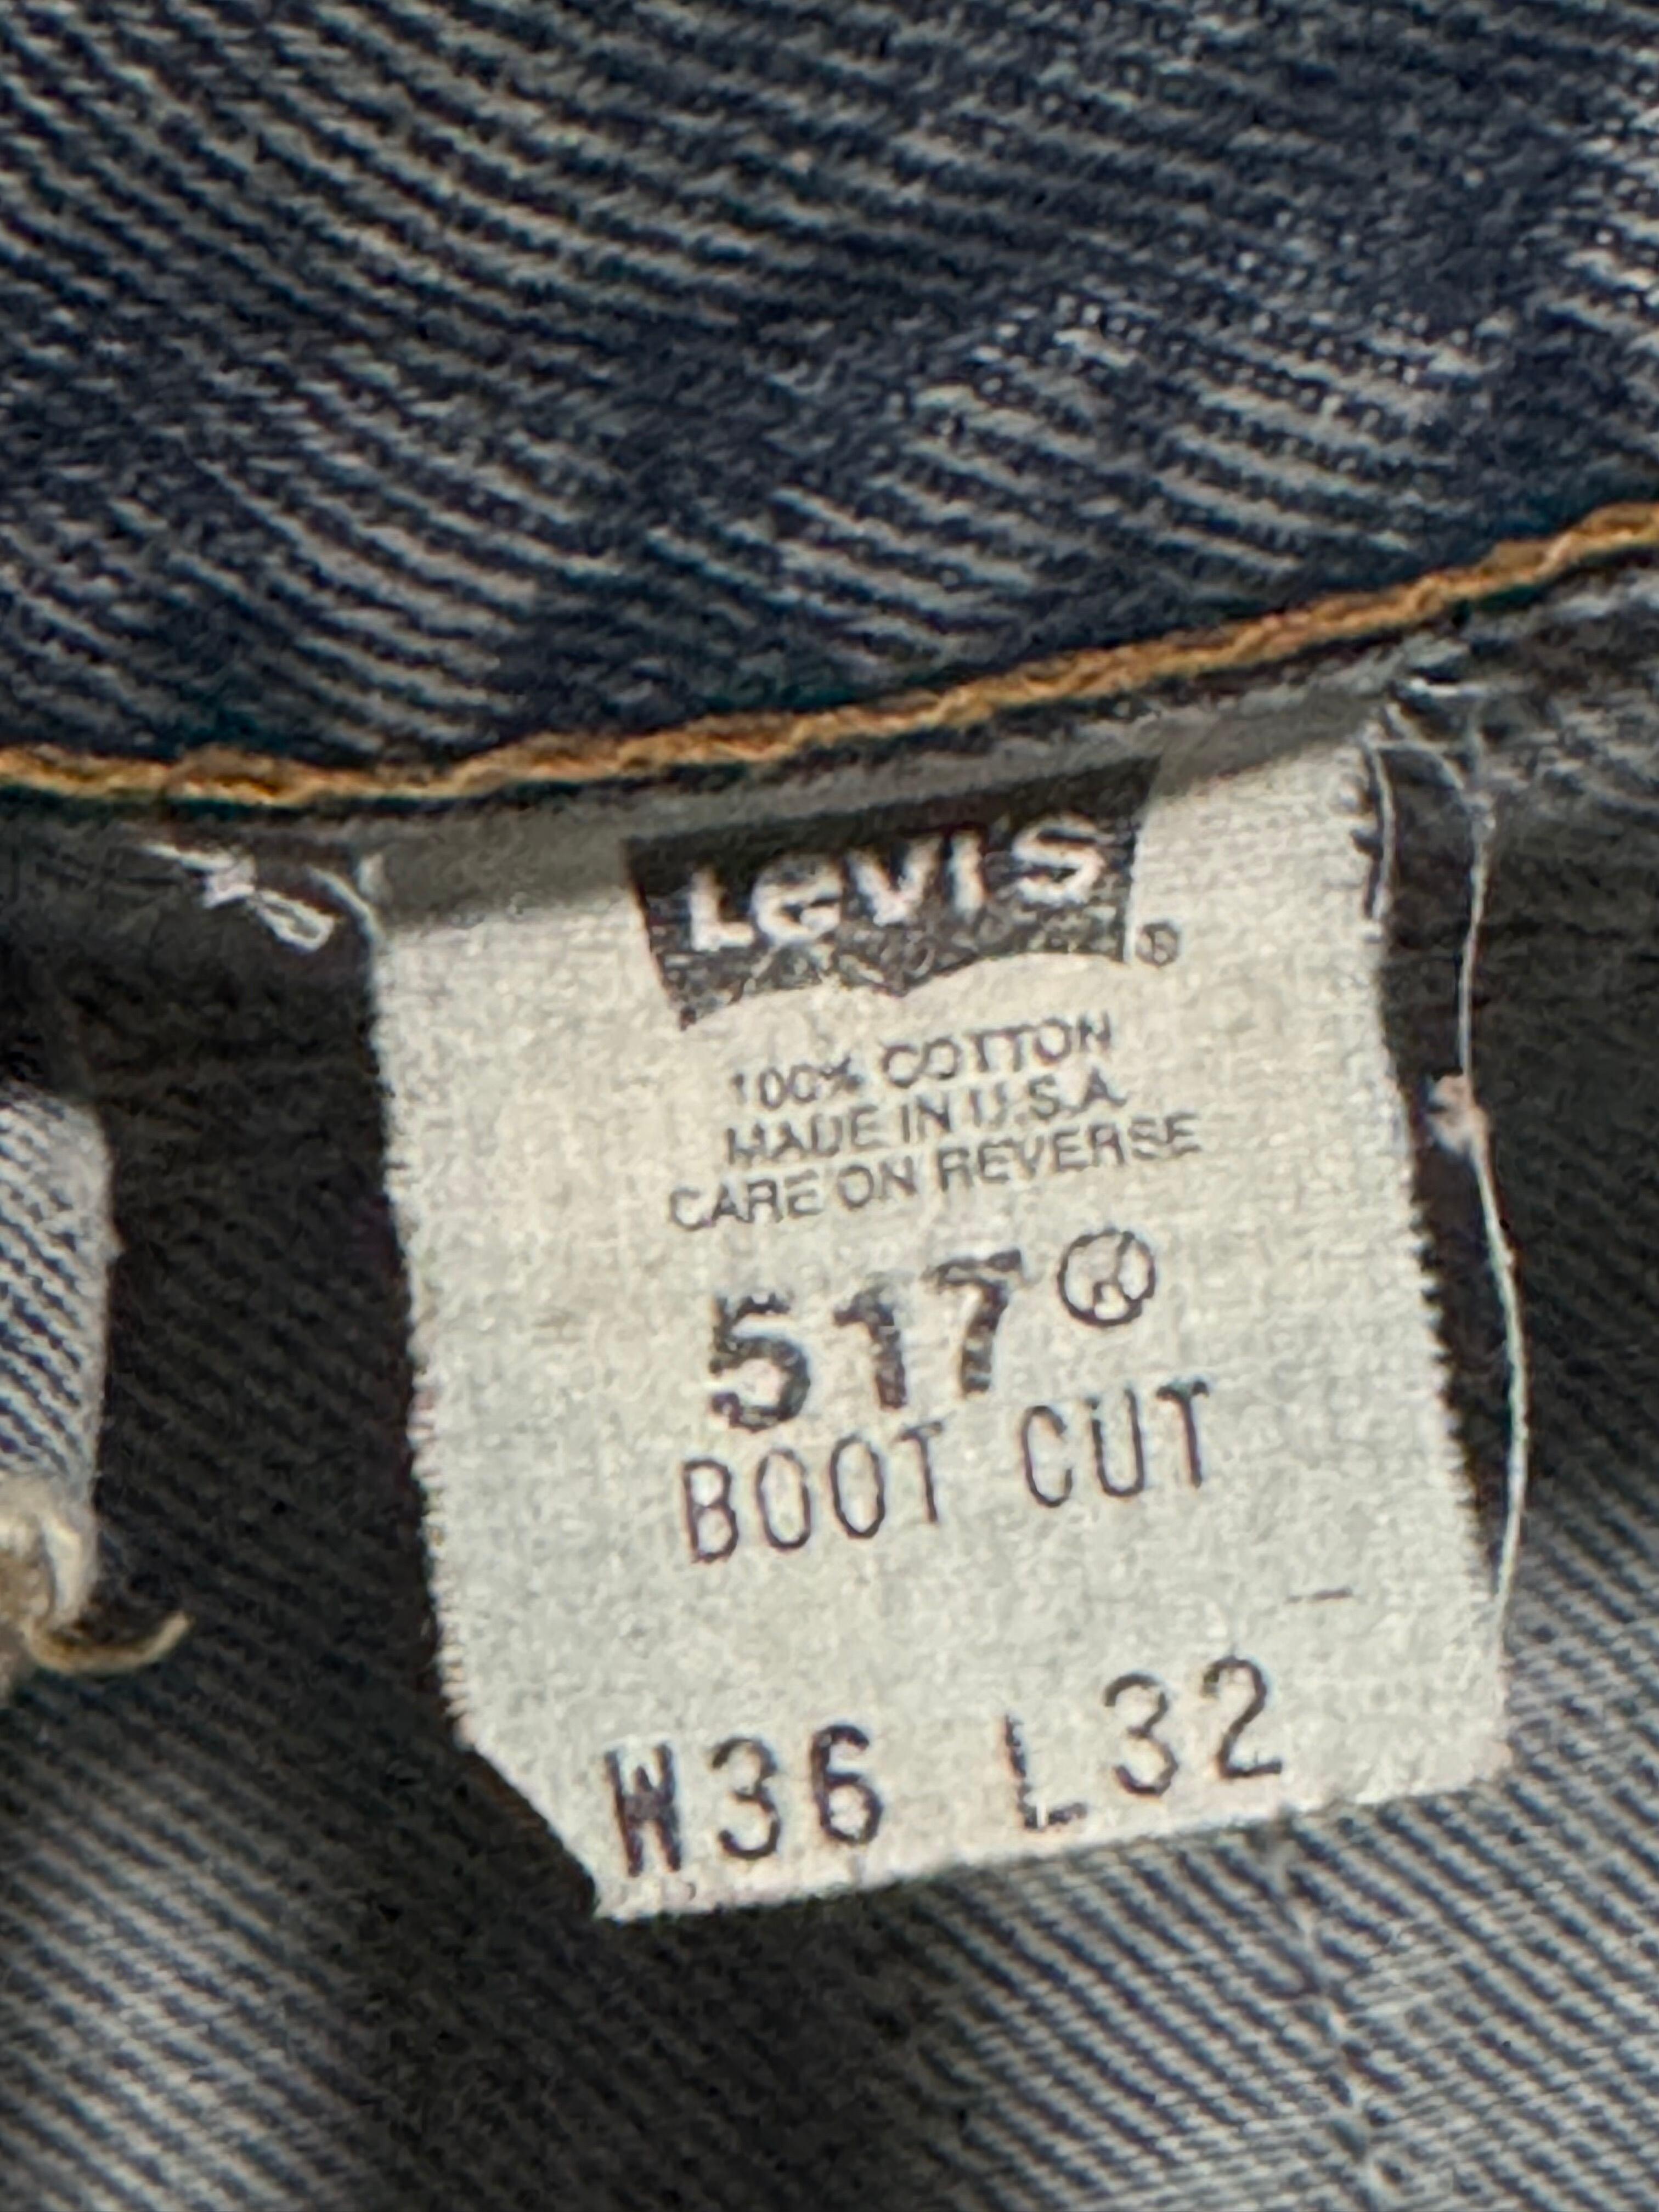 Levi's ®
100% COTTON
MADE IN U.S.A.
CARE ON REVERSE
517
BOOT CUT
W36 L32